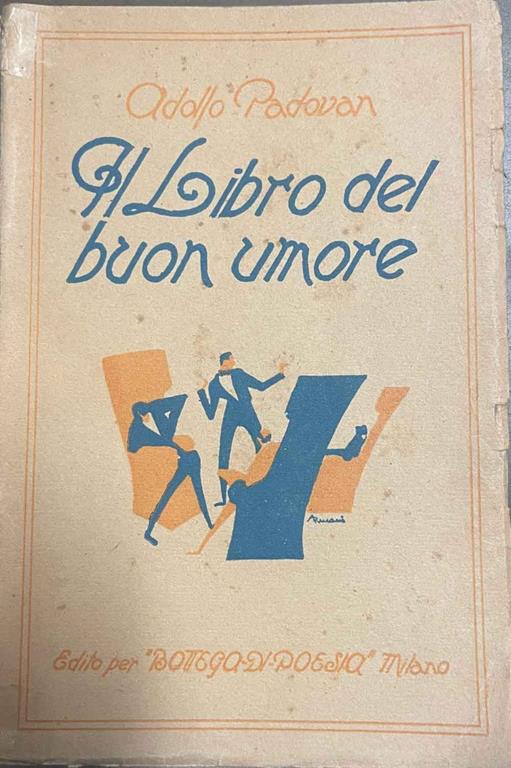 Adolfo Padovan
Il Libro del
buon umore
Edito per "BOTTEGA·DI·POESIA" Milano